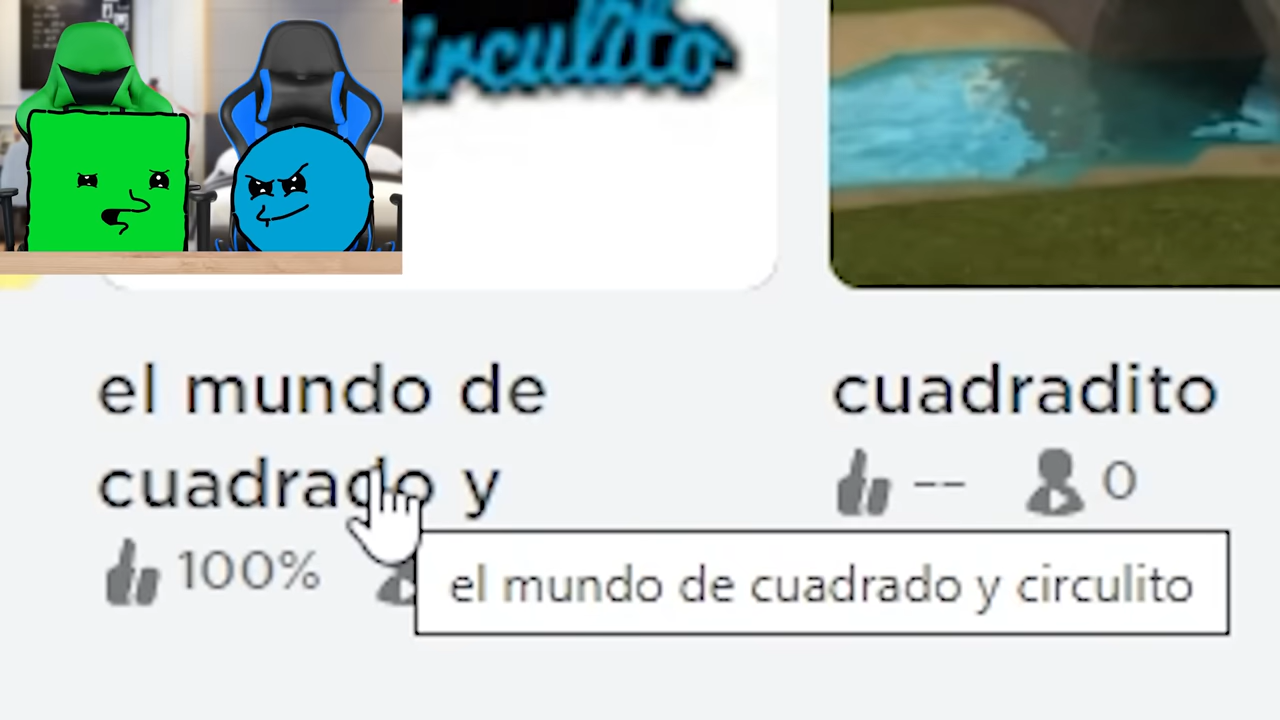 irculito
el mundo de
cuadrado y
100%
cuadradito
--
0
el mundo de cuadrado y circulito